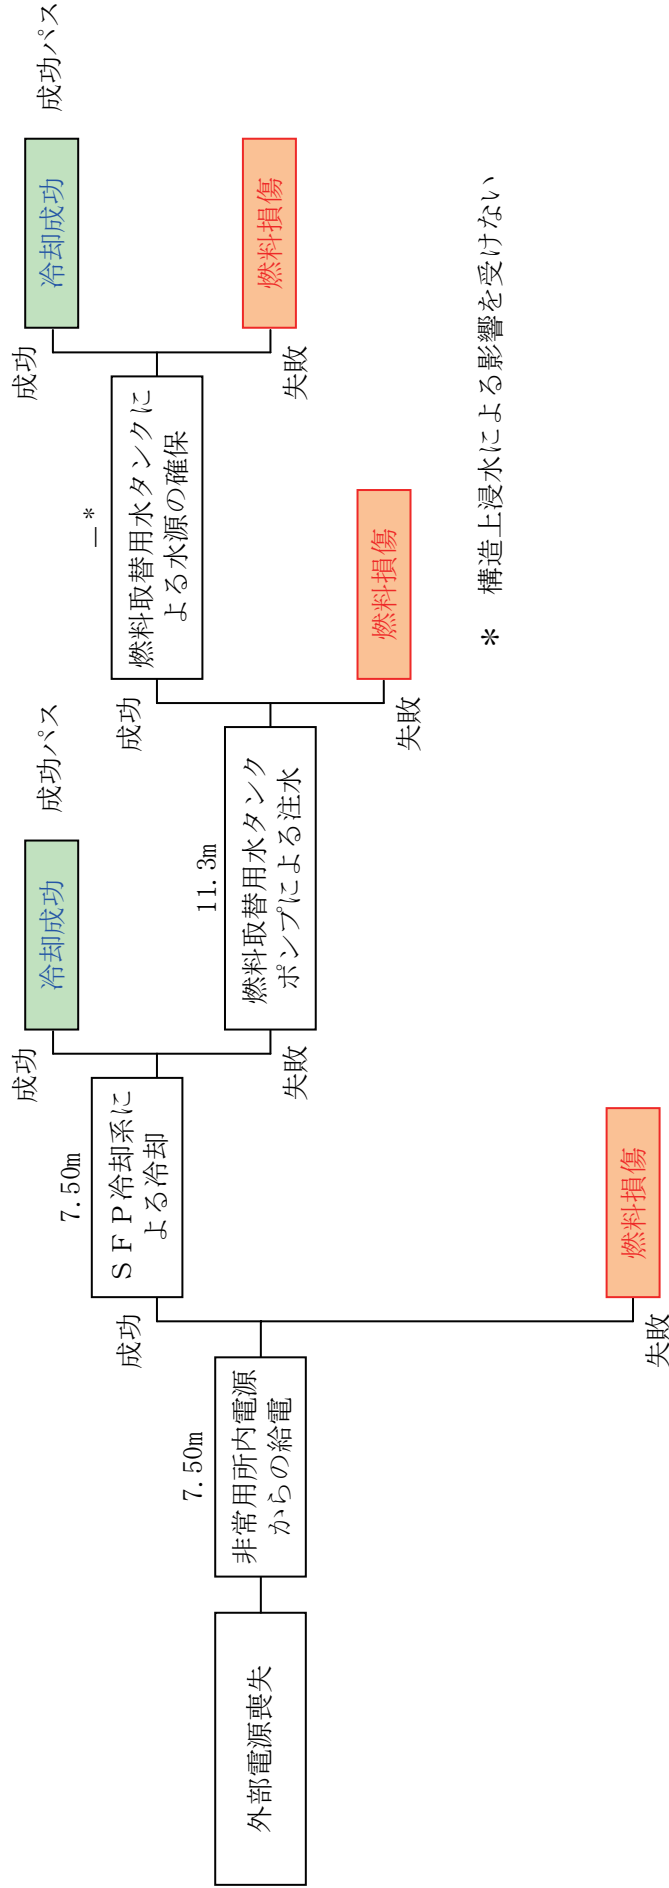 外部電源喪失
7.50m
非常用所内電源
からの給電
成功
失敗
燃料損傷
7.50m
ＳＦＰ冷却系に
よる冷却
成功
冷却成功
成功パス
失敗
11.3m
燃料取替用水タンク
ポンプによる注水
成功
失敗
燃料損傷
－*
燃料取替用水タンクに
よる水源の確保
成功
冷却成功
成功パス
失敗
燃料損傷
＊ 構造上浸水による影響を受けない